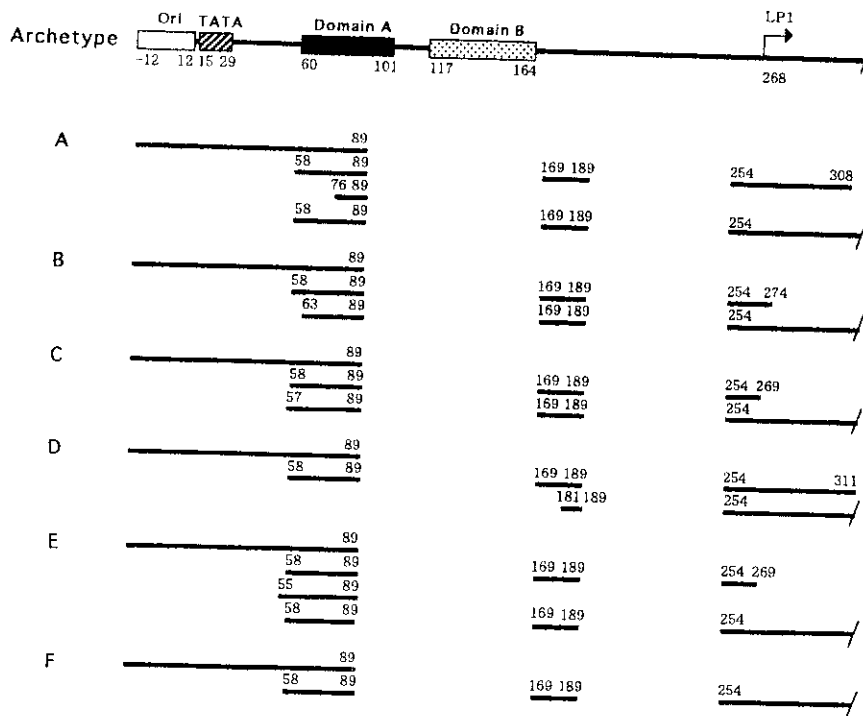 Ori TATA Domain A Domain B LP1
Archetype
-12 12 15 29 60 101 117 164 268
A
89
58 89 169 189 254 308
76 89
58 89 169 189 254
B
89
58 89 169 189 254 274
63 89 169 189 254
C
89
58 89 169 189 254 269
57 89 169 189 254
D
89
58 89 169 189 254 311
181 189 254
E
89
58 89 169 189 254 269
55 89
58 89 169 189 254
F
89
58 89 169 189 254